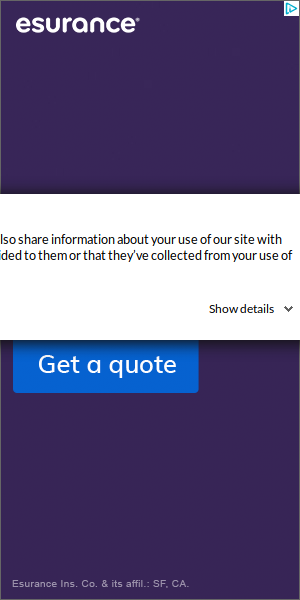 esurance®
lso share information about your use of our site with
ided to them or that they've collected from your use of
Show details
Get a quote
Esurance Ins. Co. & its affil.: SF, CA.